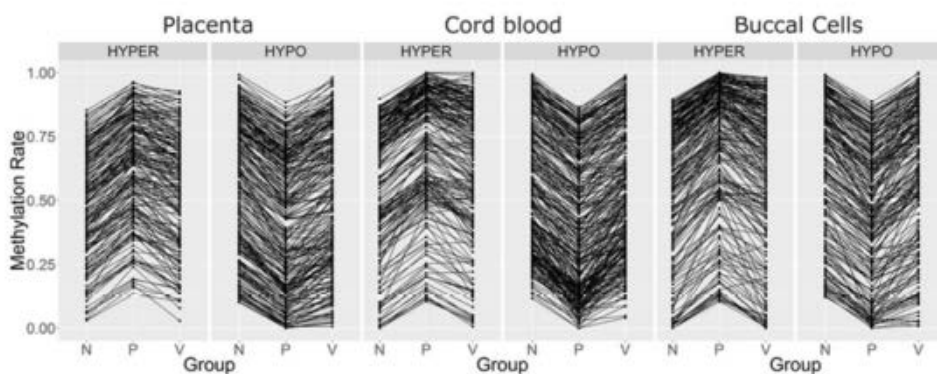 Placenta Cord blood Buccal Cells
HYPER HYPO HYPER HYPO HYPER HYPO
1.00
0.75
0.50
0.25
0.00
Methylation Rate
N P V N P V N P V N P V N P V N P V
Group Group Group